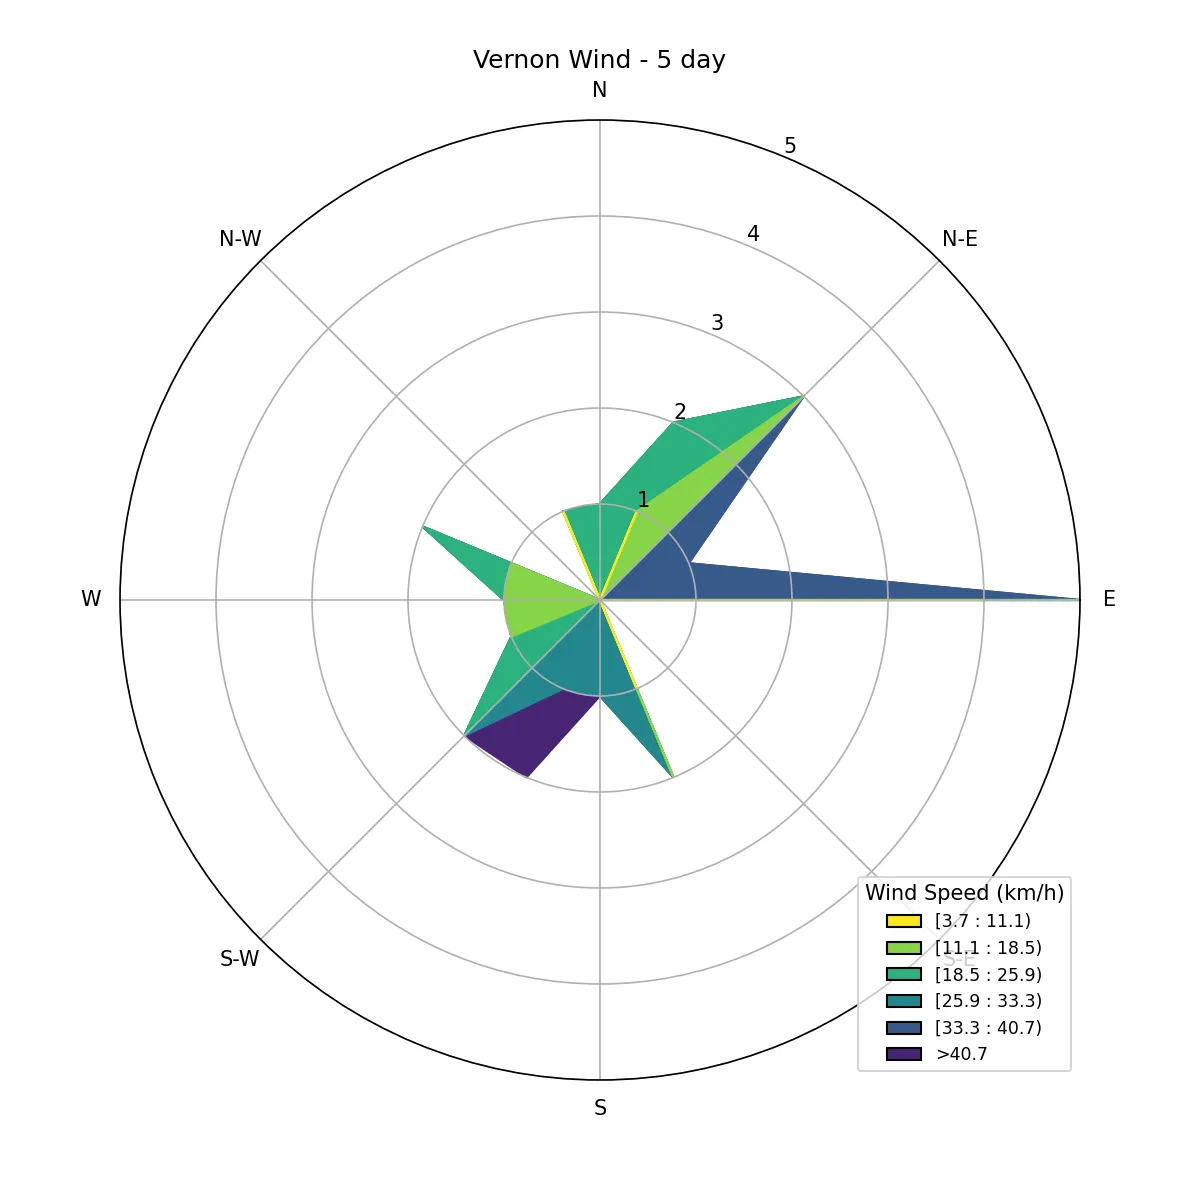 Vernon Wind - 5 day
N
5
N-W
4
N-E
3
2
1
W
E
S-W
S-E
Wind Speed (km/h)
[3.7 : 11.1)
[11.1 : 18.5)
[18.5 : 25.9)
[25.9 : 33.3)
[33.3 : 40.7)
>40.7
S